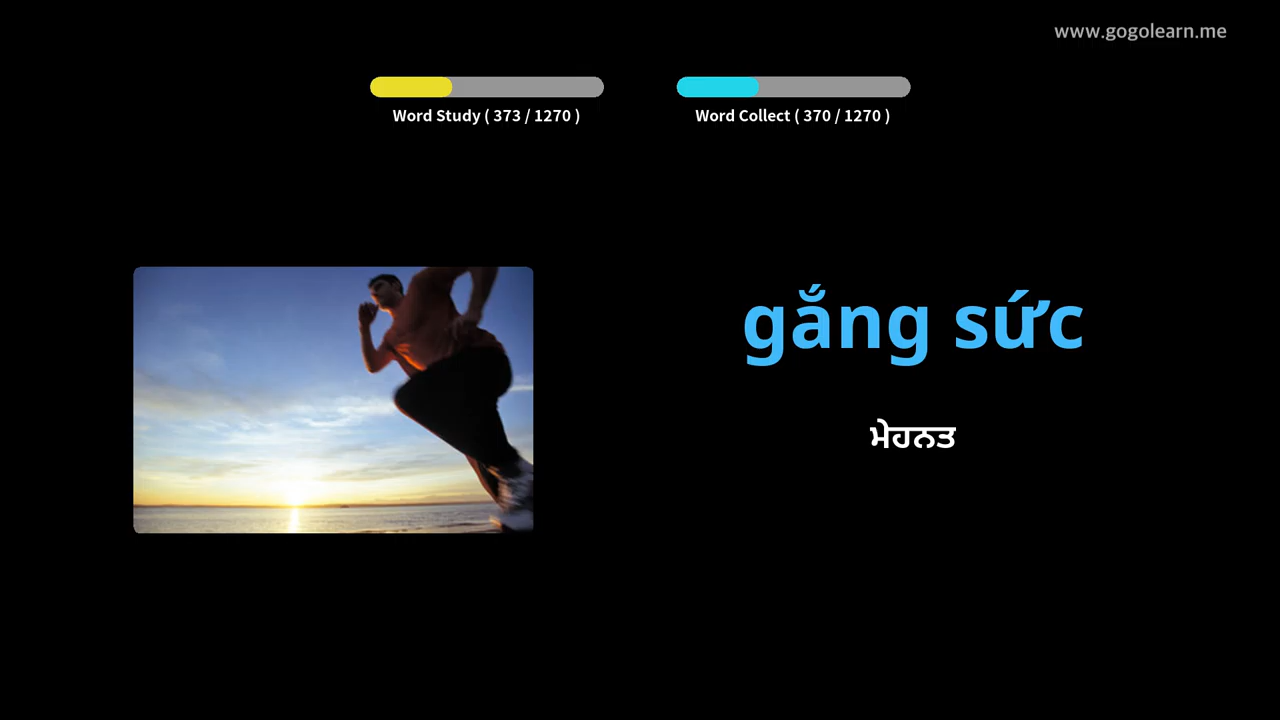 www.gogolearn.me
Word Study ( 373 / 1270 )
Word Collect ( 370 / 1270 )
gắng sức
ਮੇਹਨਤ